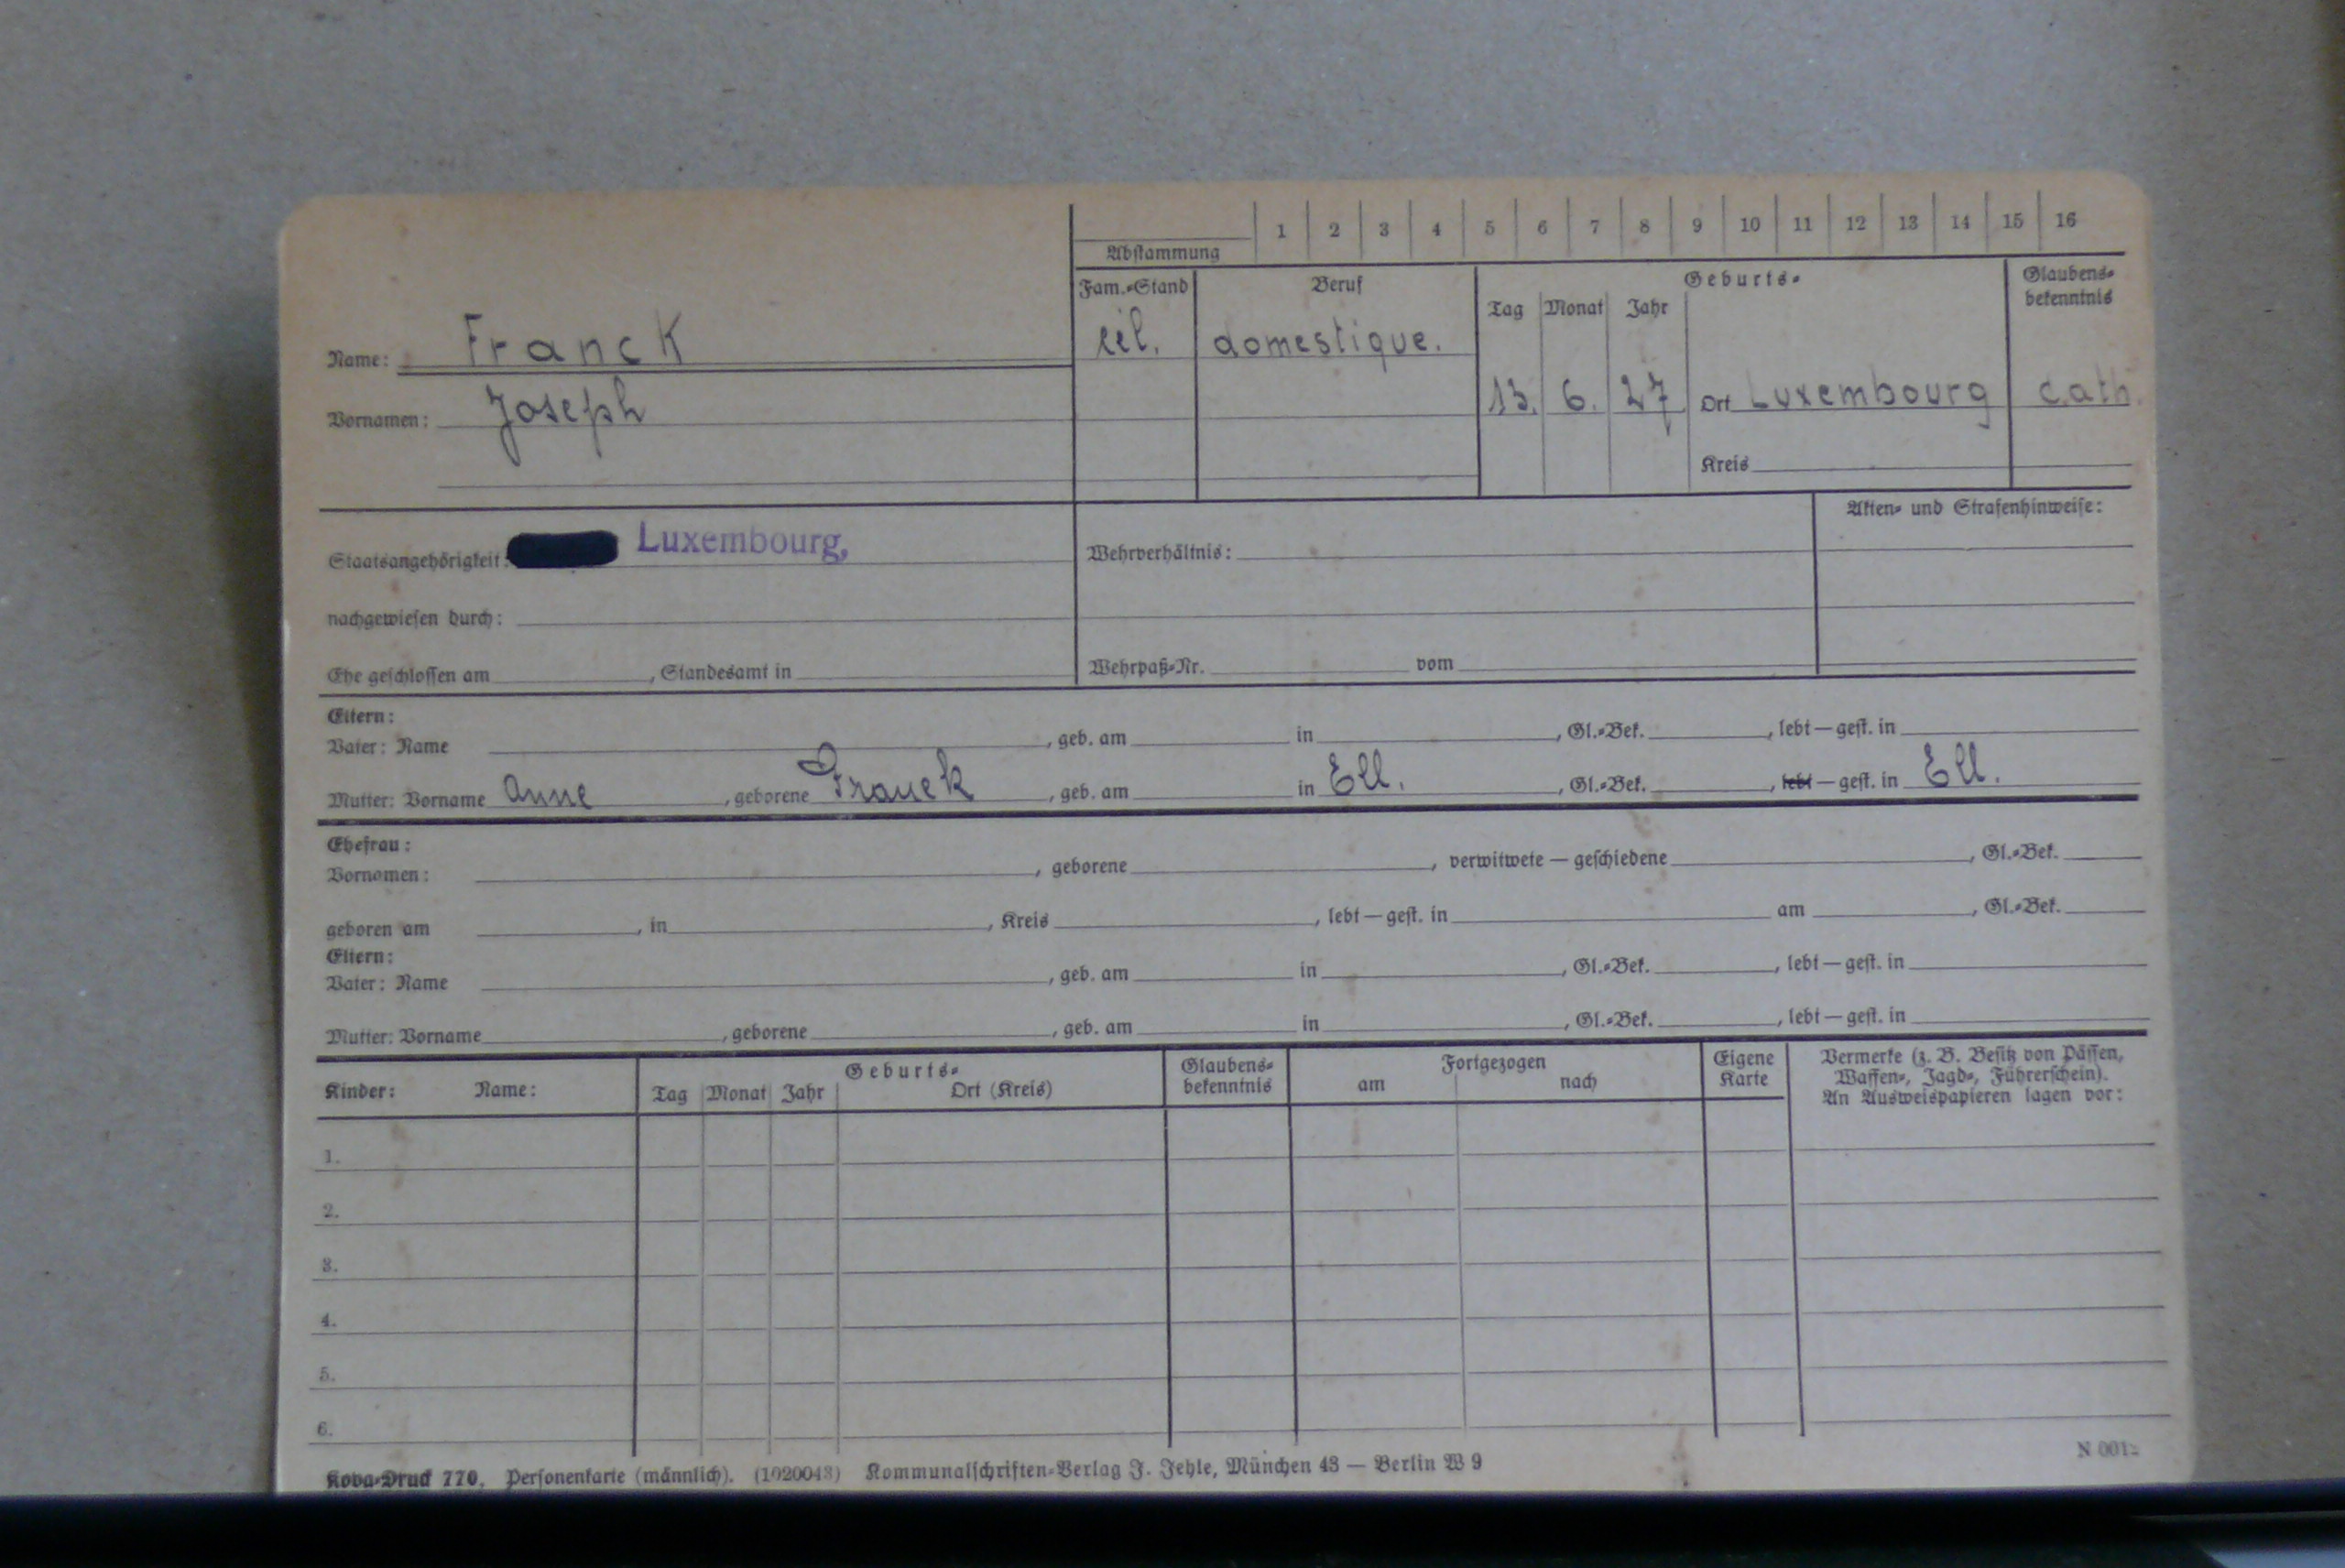 Abstammung 1 2 3 4 5 6 7 8 9 10 11 12 13 14 15 16
Fam.-Stand Beruf Geburts- Glaubens-
Tag Monat Jahr bekenntnis
Name: Franck cél. domestique.
Vornamen: Joseph 13. 6. 27 Ort Luxembourg cath.
Kreis
Akten- und Strafenhinweise:
Staatsangehörigkeit: Luxembourg, Wehrverhältnis:
nachgewiesen durch:
Ehe geschlossen am , Standesamt in Wehrpaß-Nr. vom
Eltern:
Vater: Name , geb. am in , Gl.-Bek. , lebt — gest. in
Mutter: Vorname Anne , geborene Franck , geb. am in Ell. , Gl.-Bek. , lebt — gest. in Ell.
Ehefrau:
Vornamen: , geborene , verwitwete — geschiedene , Gl.-Bek.
geboren am , in , Kreis , lebt — gest. in am , Gl.-Bek.
Eltern:
Vater: Name , geb. am in , Gl.-Bek. , lebt — gest. in
Mutter: Vorname , geborene , geb. am in , Gl.-Bek. , lebt — gest. in
Kinder: Name: Geburts- Glaubens- Fortgezogen Eigene Vermerke (z. B. Besitz von Pässen,
Tag Monat Jahr Ort (Kreis) bekenntnis am nach Karte Waffen-, Jagd-, Führerschein).
An Ausweispapieren lagen vor:
1.
2.
3.
4.
5.
6.
Kova-Druck 770. Personenkarte (männlich). (1020043) Kommunalschriften-Verlag J. Jehle, München 43 — Berlin W 9